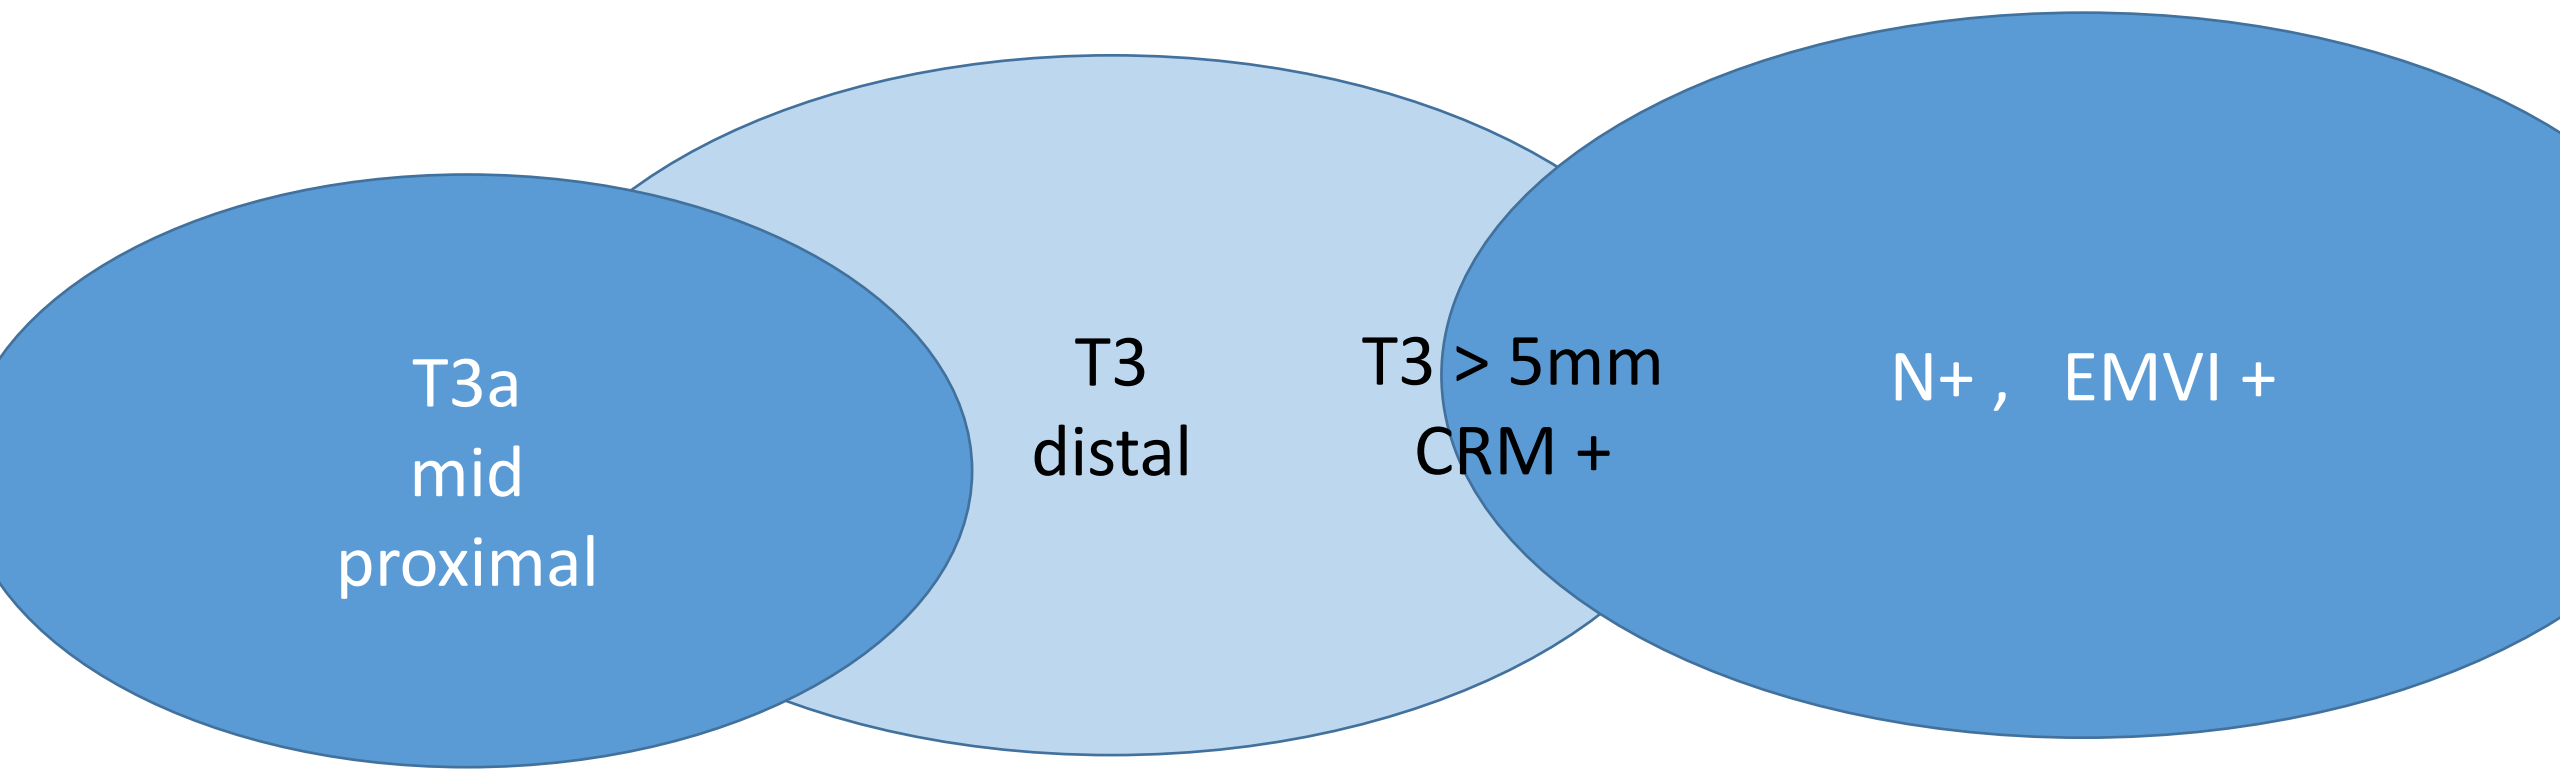 T3a
mid
proximal
T3
distal
T3 > 5mm
CRM +
N+ ,   EMVI +